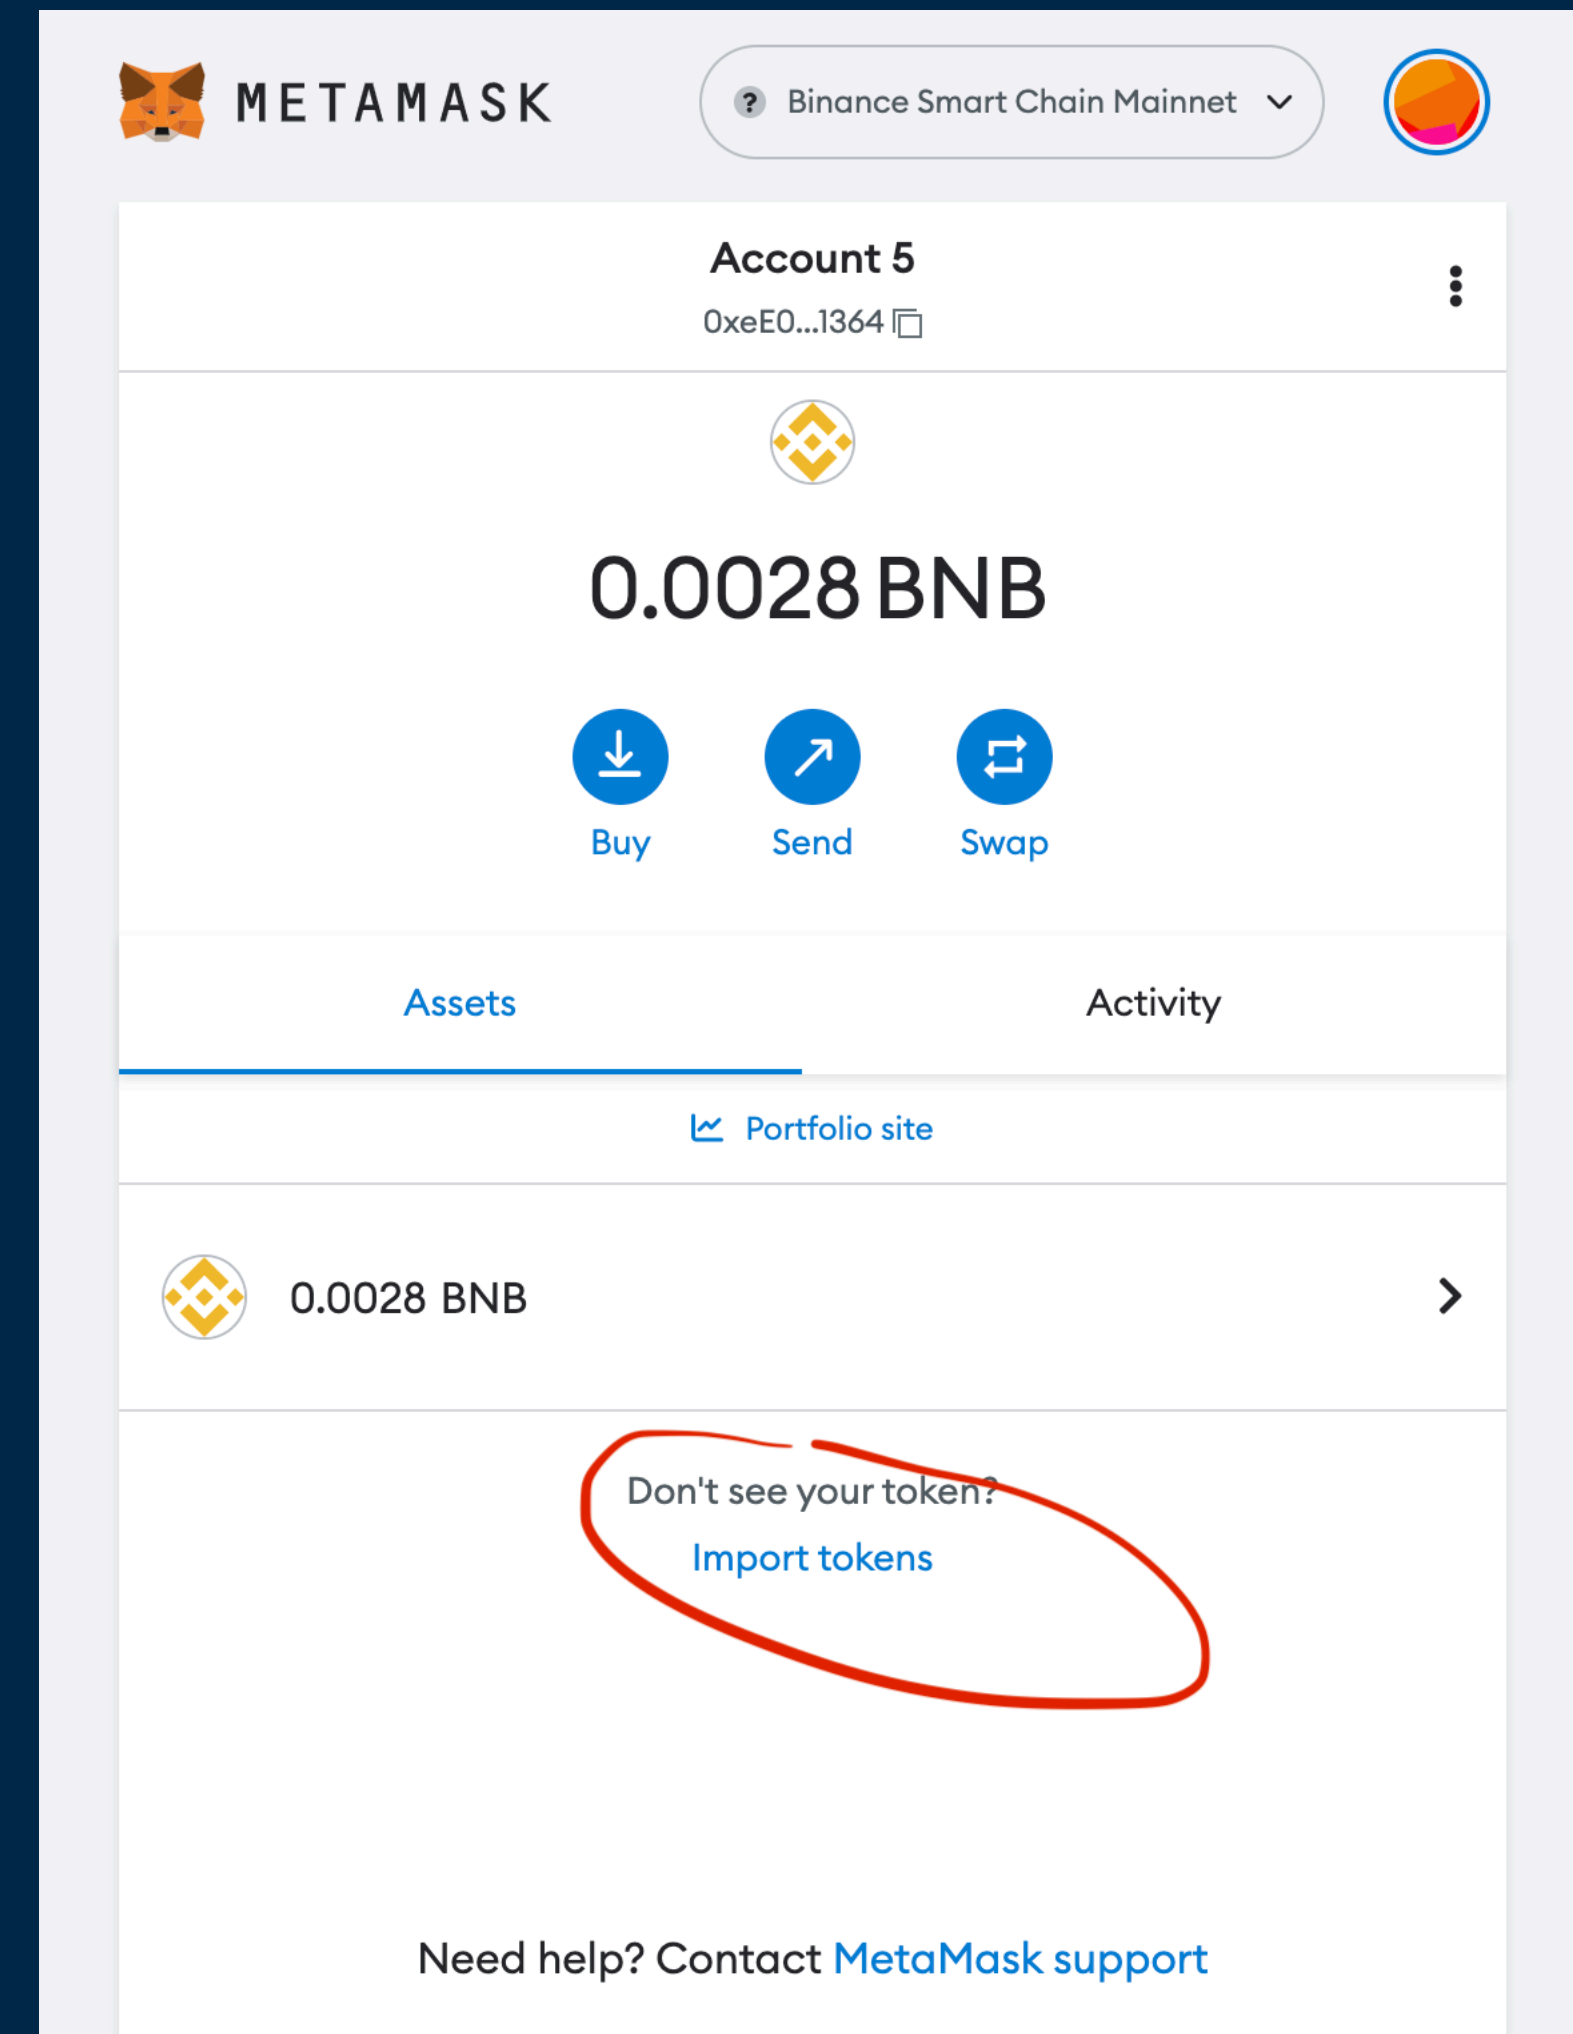 METAMASK
? Binance Smart Chain Mainnet
Account 5
0xeE0...1364
0.0028 BNB
Buy Send Swap
Assets Activity
Portfolio site
0.0028 BNB
Don't see your token?
Import tokens
Need help? Contact MetaMask support